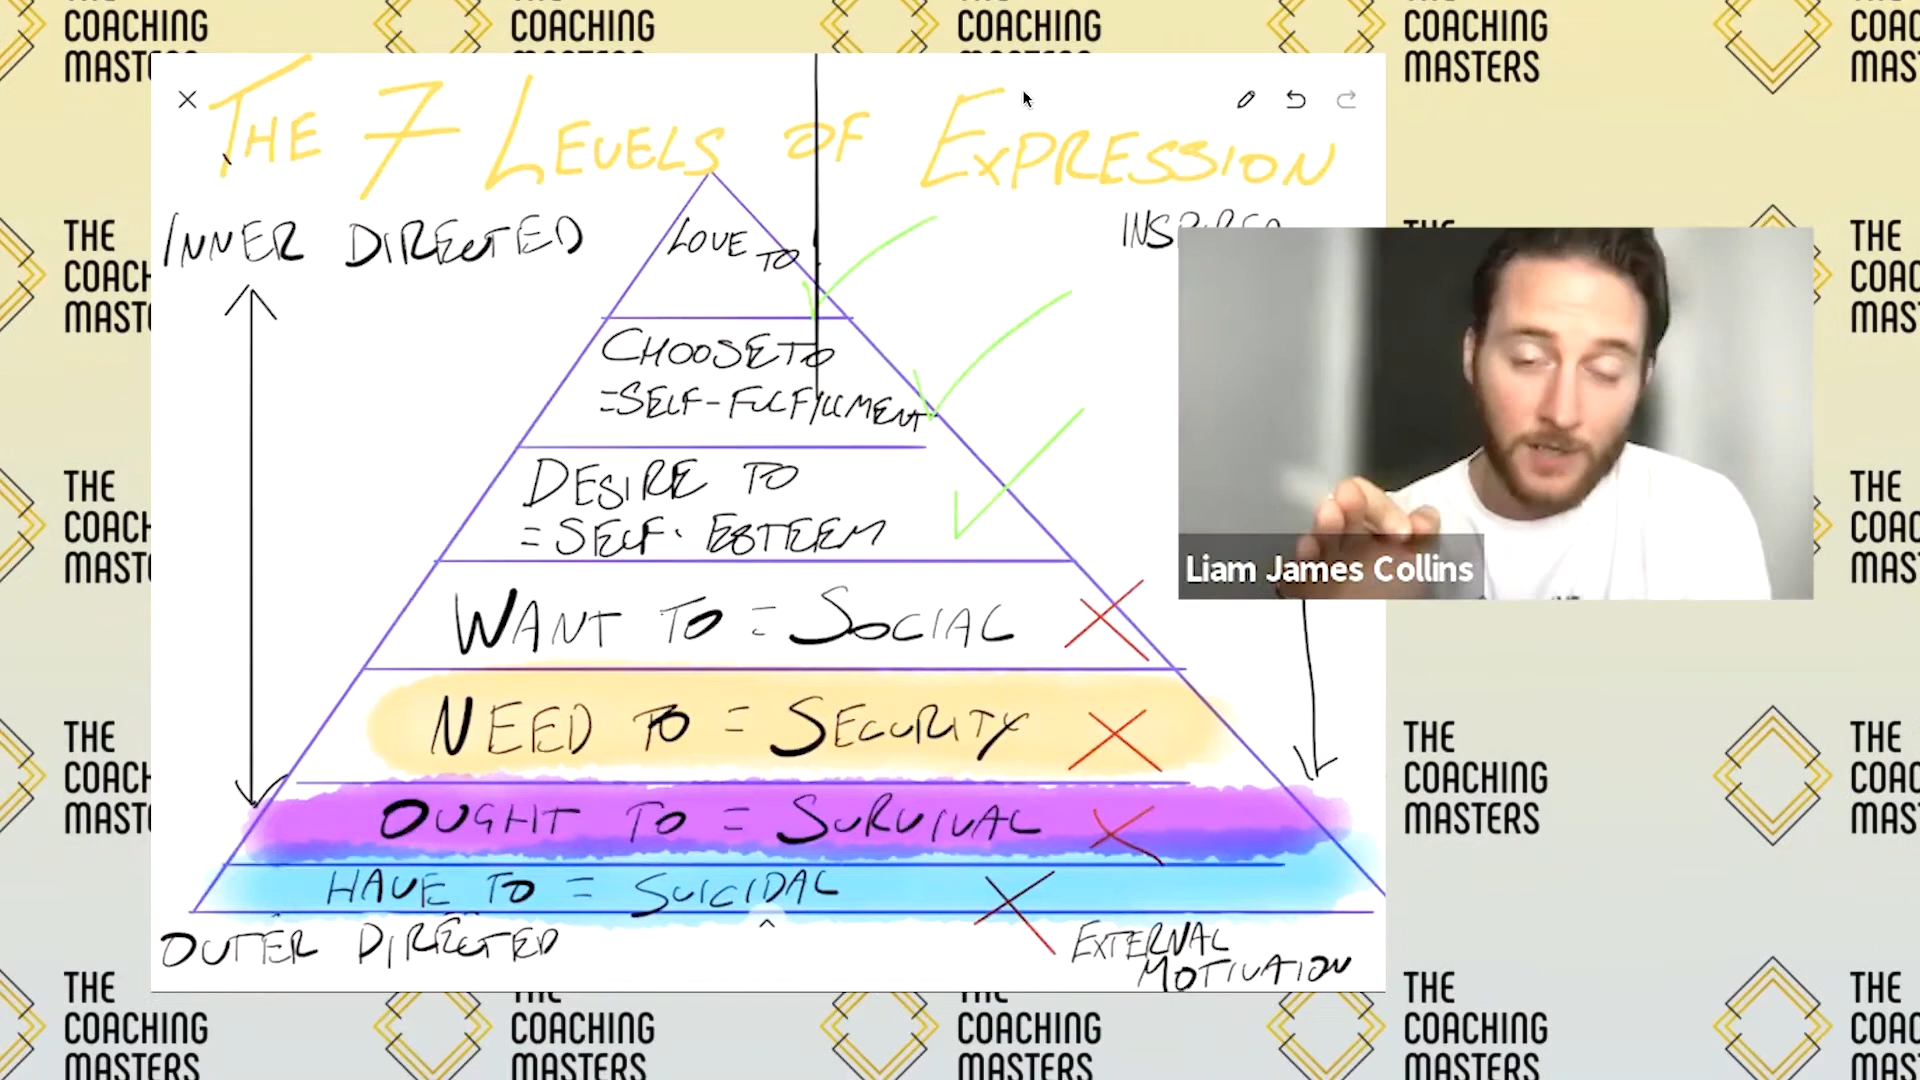 THE 7 LEVELS OF EXPRESSION
INNER DIRECTED
LOVE TO
CHOOSE TO
=SELF-FULFILLMENT
DESIRE TO
= SELF-ESTEEM
WANT TO = SOCIAL
NEED TO = SECURITY
OUGHT TO = SURVIVAL
HAVE TO = SUICIDAL
OUTER DIRECTED
EXTERNAL
MOTIVATION
Liam James Collins
THE
COACHING
MASTERS